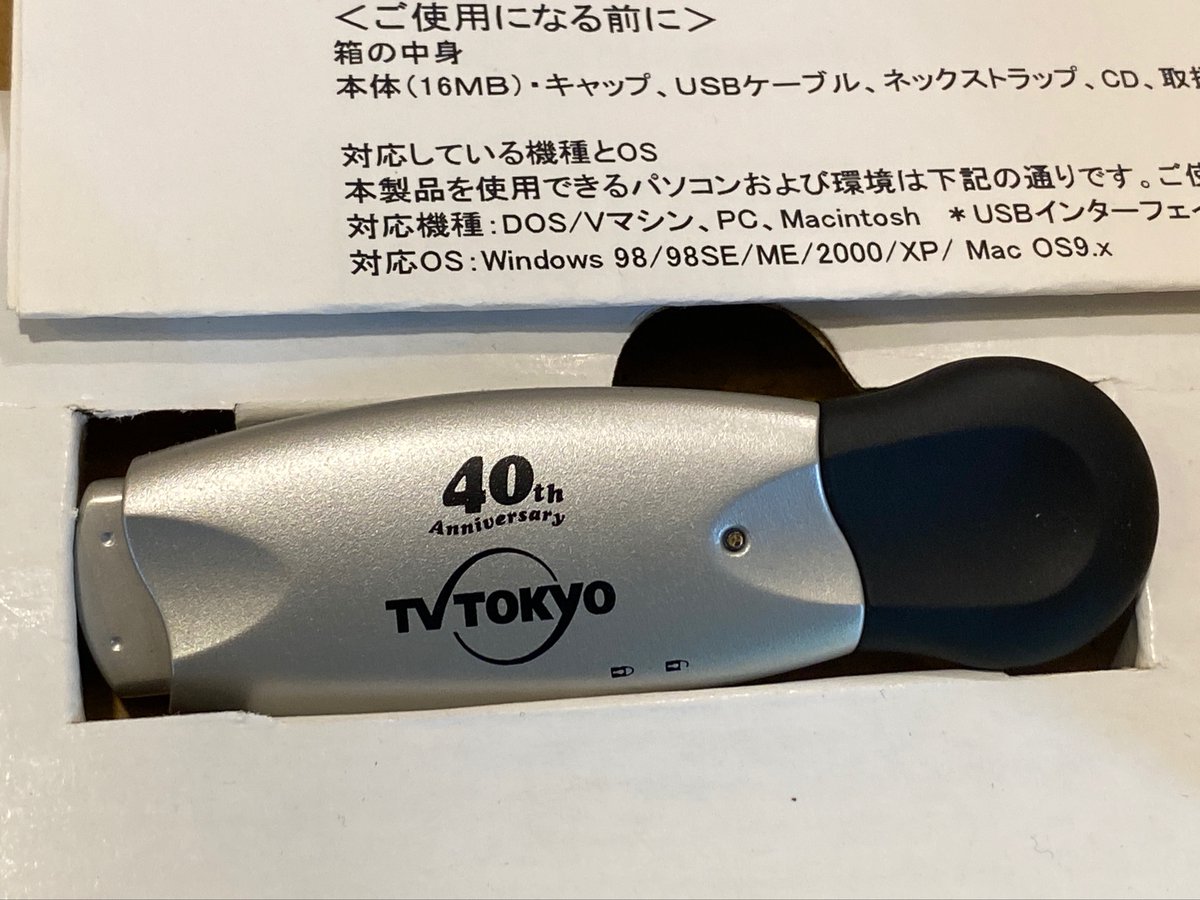 ＜ご使用になる前に＞
箱の中身
本体（16MB）・キャップ、USBケーブル、ネックストラップ、CD、取
対応している機種とOS
本製品を使用できるパソコンおよび環境は下記の通りです。ご使
対応機種：DOS/Vマシン、PC、Macintosh　＊USBインターフェイ
対応OS：Windows 98/98SE/ME/2000/XP/ Mac OS9.x
40th
Anniversary
TV TOKYO